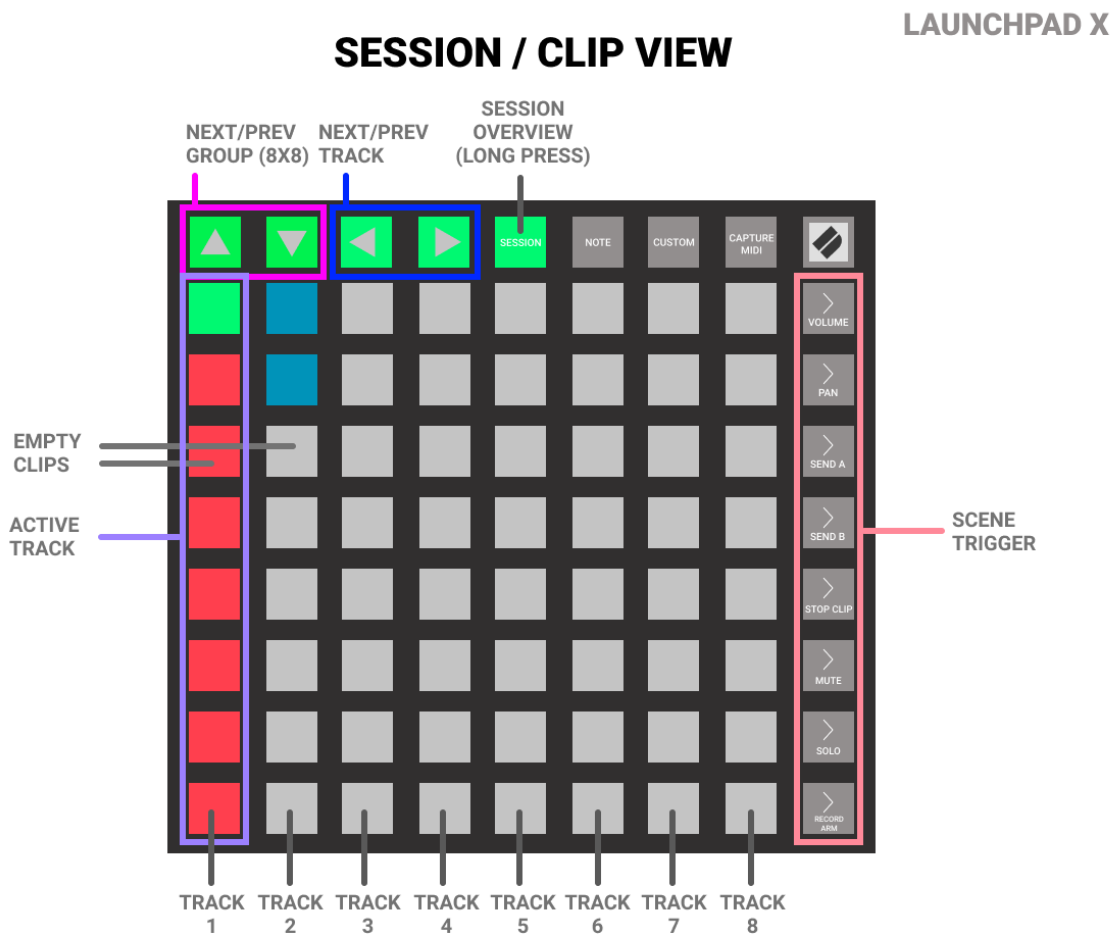 LAUNCHPAD X
SESSION / CLIP VIEW
SESSION
OVERVIEW
(LONG PRESS)
NEXT/PREV
GROUP (8X8)
NEXT/PREV
TRACK
SESSION
NOTE
CUSTOM
CAPTURE
MIDI
VOLUME
PAN
EMPTY
CLIPS
SEND A
ACTIVE
TRACK
SEND B
SCENE
TRIGGER
STOP CLIP
MUTE
SOLO
RECORD
ARM
TRACK
1
TRACK
2
TRACK
3
TRACK
4
TRACK
5
TRACK
6
TRACK
7
TRACK
8